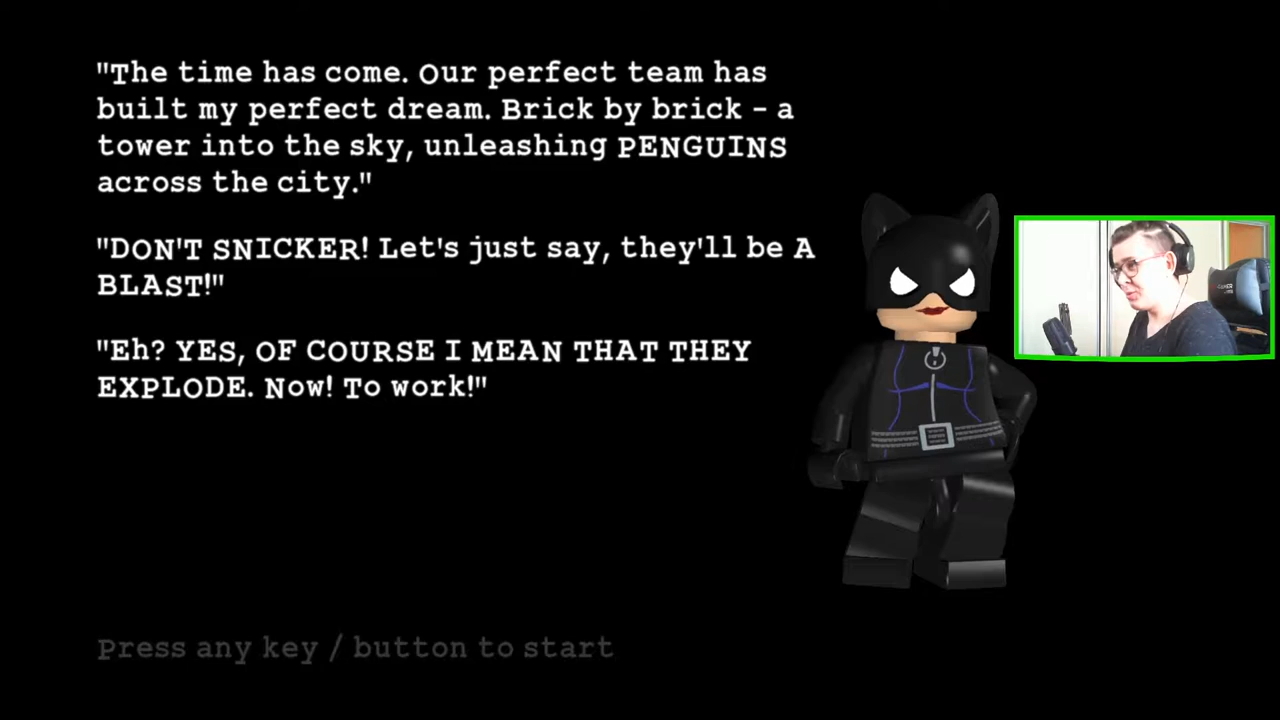 "The time has come. Our perfect team has
built my perfect dream. Brick by brick - a
tower into the sky, unleashing PENGUINS
across the city."
"DON'T SNICKER! Let's just say, they'll be A
BLAST!"
"Eh? YES, OF COURSE I MEAN THAT THEY
EXPLODE. Now! To work!"
Press any key / button to start